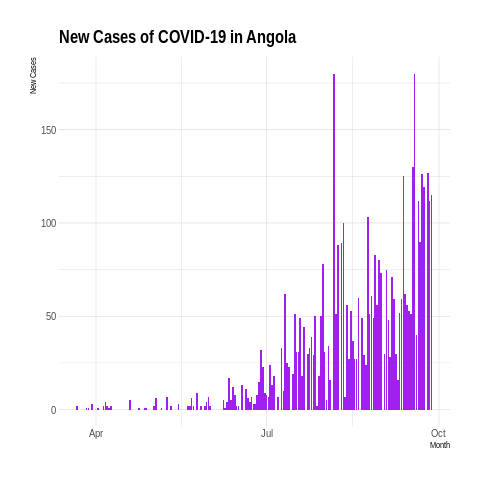 New Cases of COVID-19 in Angola
New Cases
150
100
50
0
Apr
Jul
Oct
Month